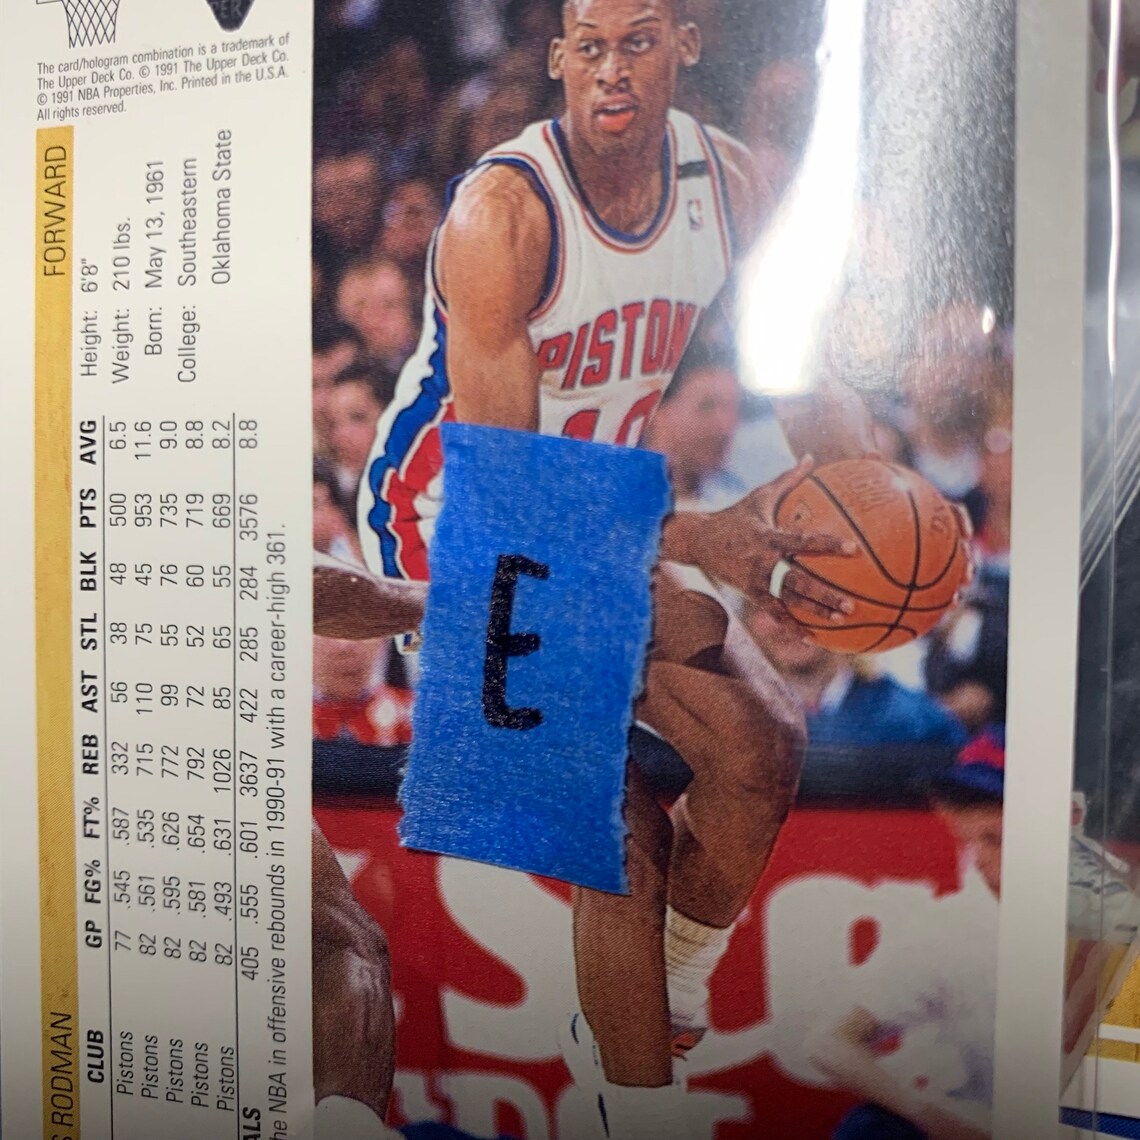 The card/hologram combination is a trademark of
The Upper Deck Co. © 1991 The Upper Deck Co.
© 1991 NBA Properties, Inc. Printed in the U.S.A.
All rights reserved.
RODMAN FORWARD
Height: 6'8"
Weight: 210 lbs.
Born: May 13, 1961
College: Southeastern
Oklahoma State
CLUB GP FG% FT% REB AST STL BLK PTS AVG
Pistons 77 .545 .587 332 56 38 48 500 6.5
Pistons 82 .561 .535 715 110 75 45 953 11.6
Pistons 82 .595 .626 772 99 55 76 735 9.0
Pistons 82 .581 .654 792 72 52 60 719 8.8
Pistons 82 .493 .631 1026 85 65 55 669 8.2
ALS 405 .555 .601 3637 422 285 284 3576 8.8
he NBA in offensive rebounds in 1990-91 with a career-high 361.
PISTON
10
E